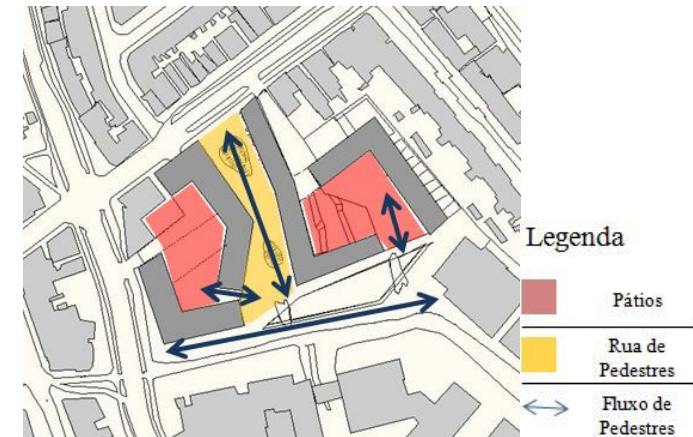 Legenda
Pátios
Rua de
Pedestres
Fluxo de
Pedestres